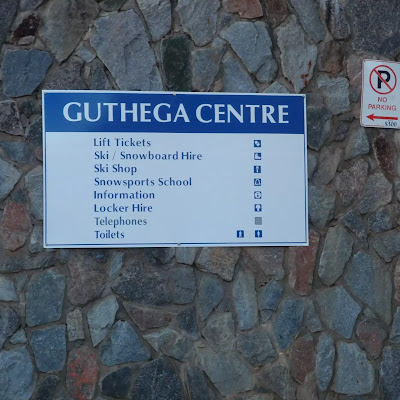 GUTHEGA CENTRE
Lift Tickets
Ski / Snowboard Hire
Ski Shop
Snowsports School
Information
Locker Hire
Telephones
Toilets
P
NO
PARKING